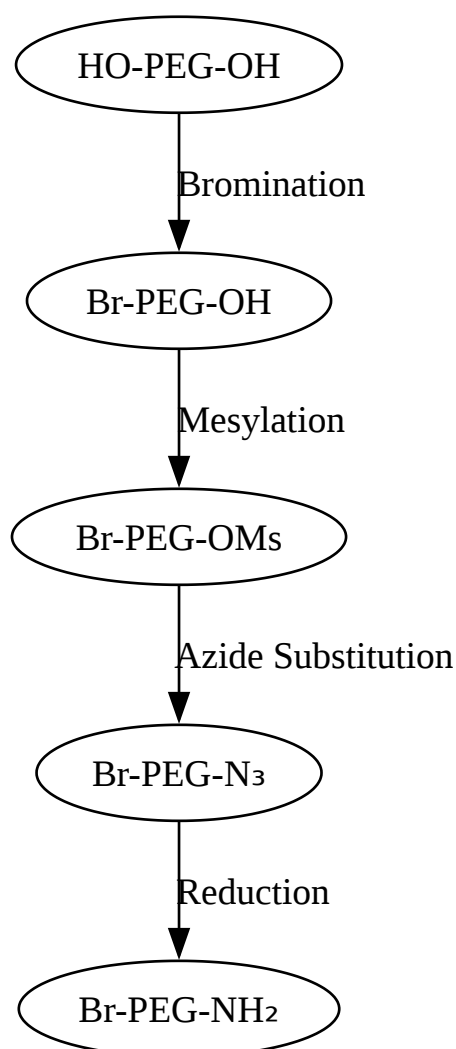 HO-PEG-OH
Bromination
Br-PEG-OH
Mesylation
Br-PEG-OMs
Azide Substitution
Br-PEG-N₃
Reduction
Br-PEG-NH₂